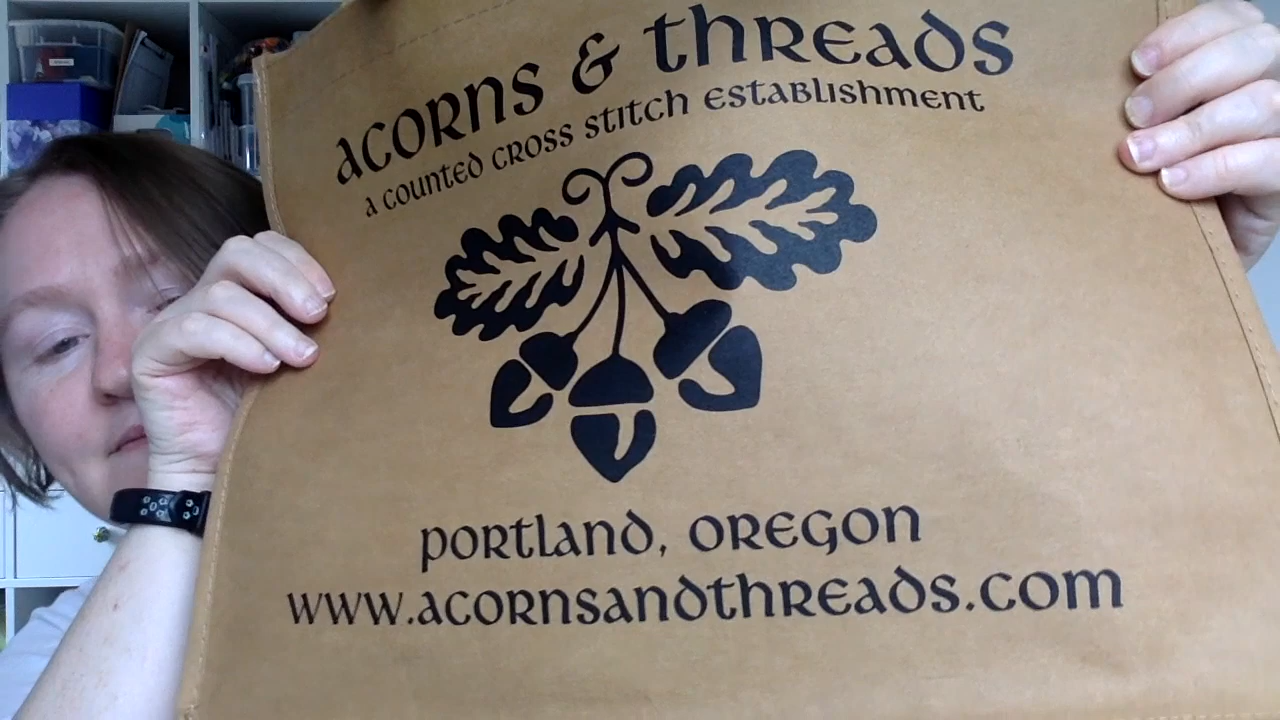 ACORNS & THREADS
A COUNTED CROSS STITCH ESTABLISHMENT
PORTLAND, OREGON
WWW.ACORNSANDTHREADS.COM